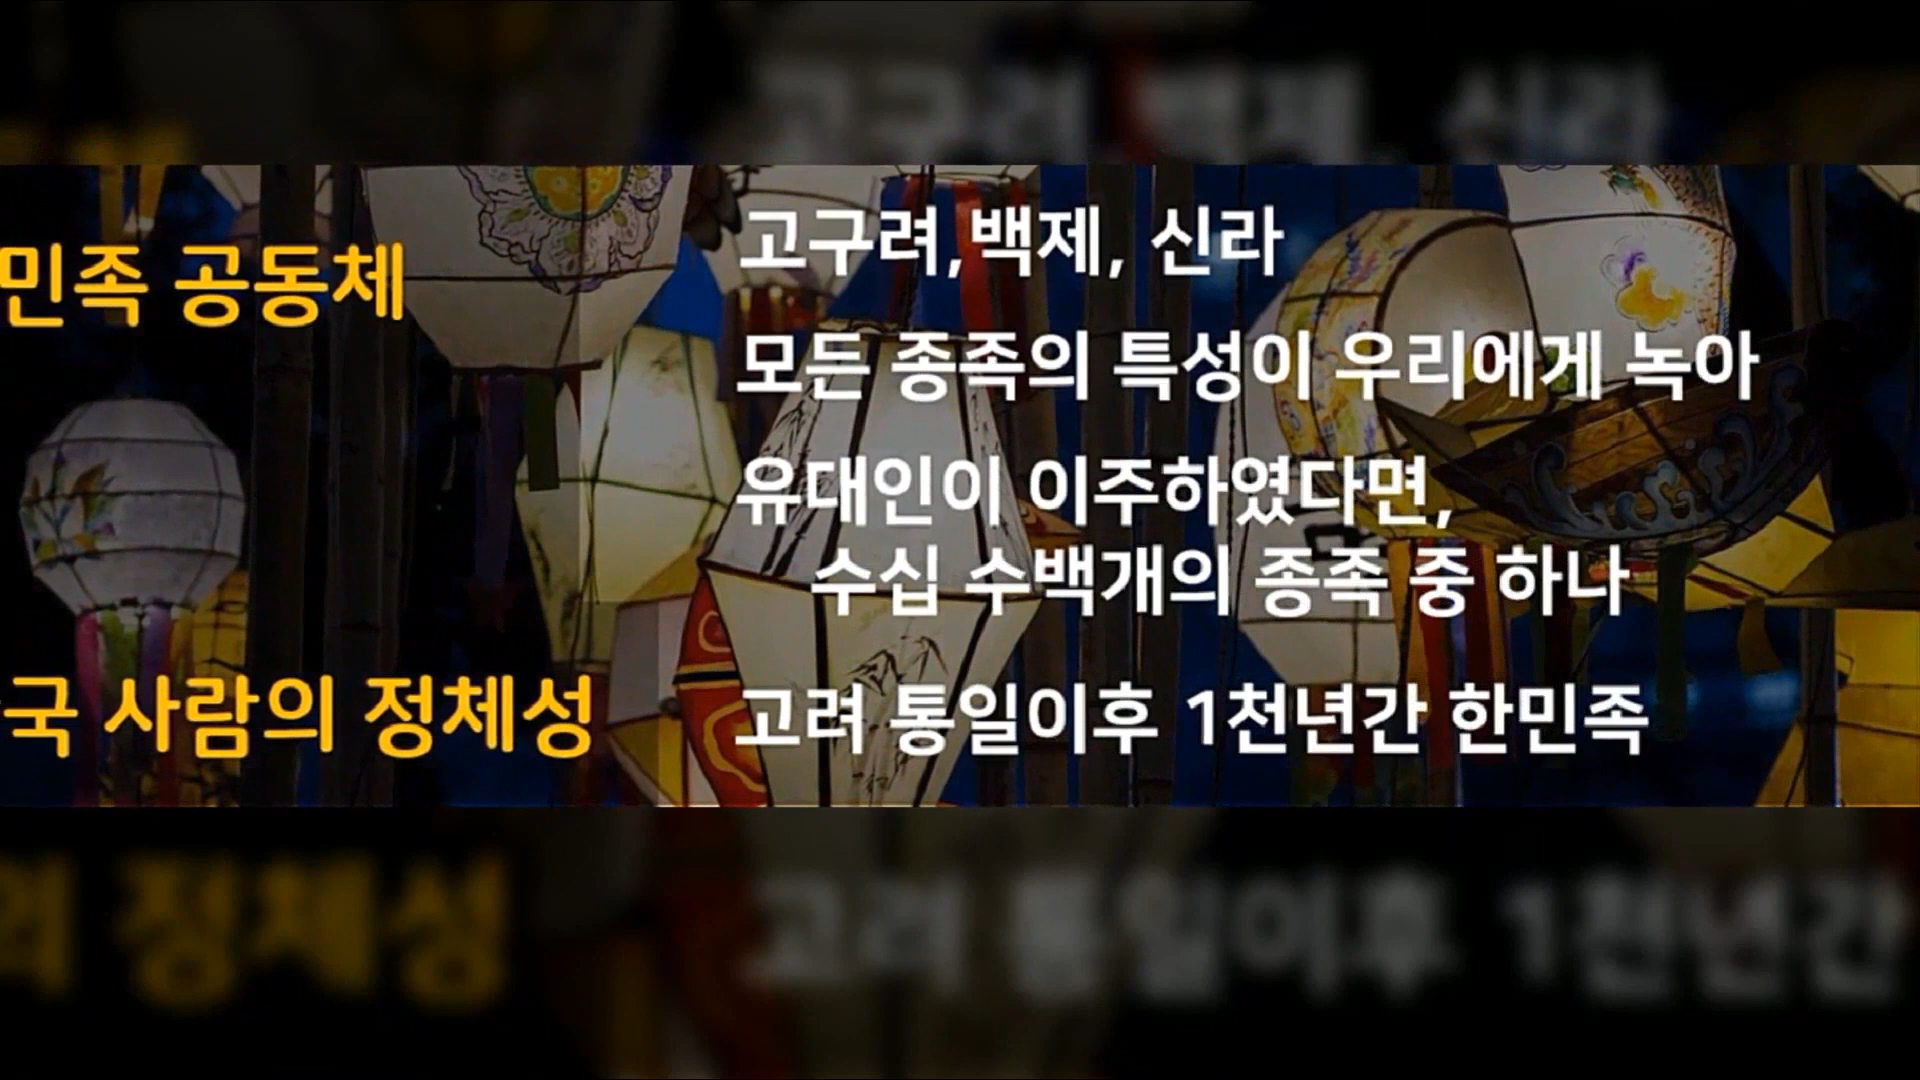 민족 공동체
고구려, 백제, 신라
모든 종족의 특성이 우리에게 녹아
유대인이 이주하였다면,
수십 수백개의 종족 중 하나
국 사람의 정체성
고려 통일이후 1천년간 한민족